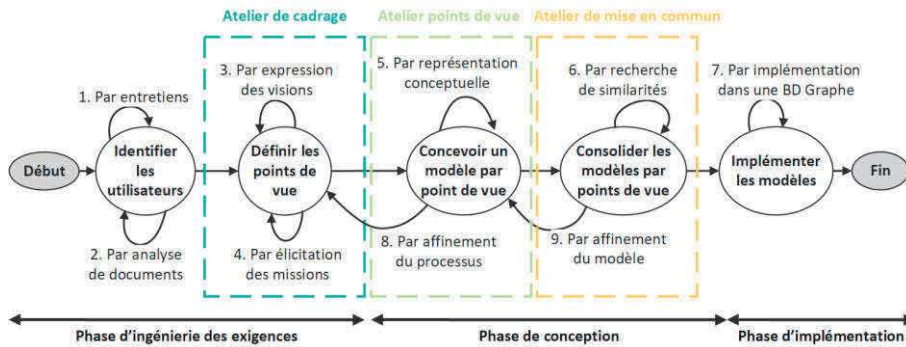 Atelier de cadrage
Atelier points de vue
Atelier de mise en commun
1. Par entretiens
3. Par expression
des visions
5. Par représentation
conceptuelle
6. Par recherche
de similarités
7. Par implémentation
dans une BD Graphe
Début
Identifier
les
utilisateurs
Définir les
points de
vue
Concevoir un
modèle par
point de vue
Consolider les
modèles par
points de vue
Implémenter
les modèles
Fin
2. Par analyse
de documents
4. Par élicitation
des missions
8. Par affinement
du processus
9. Par affinement
du modèle
Phase d'ingénierie des exigences
Phase de conception
Phase d'implémentation